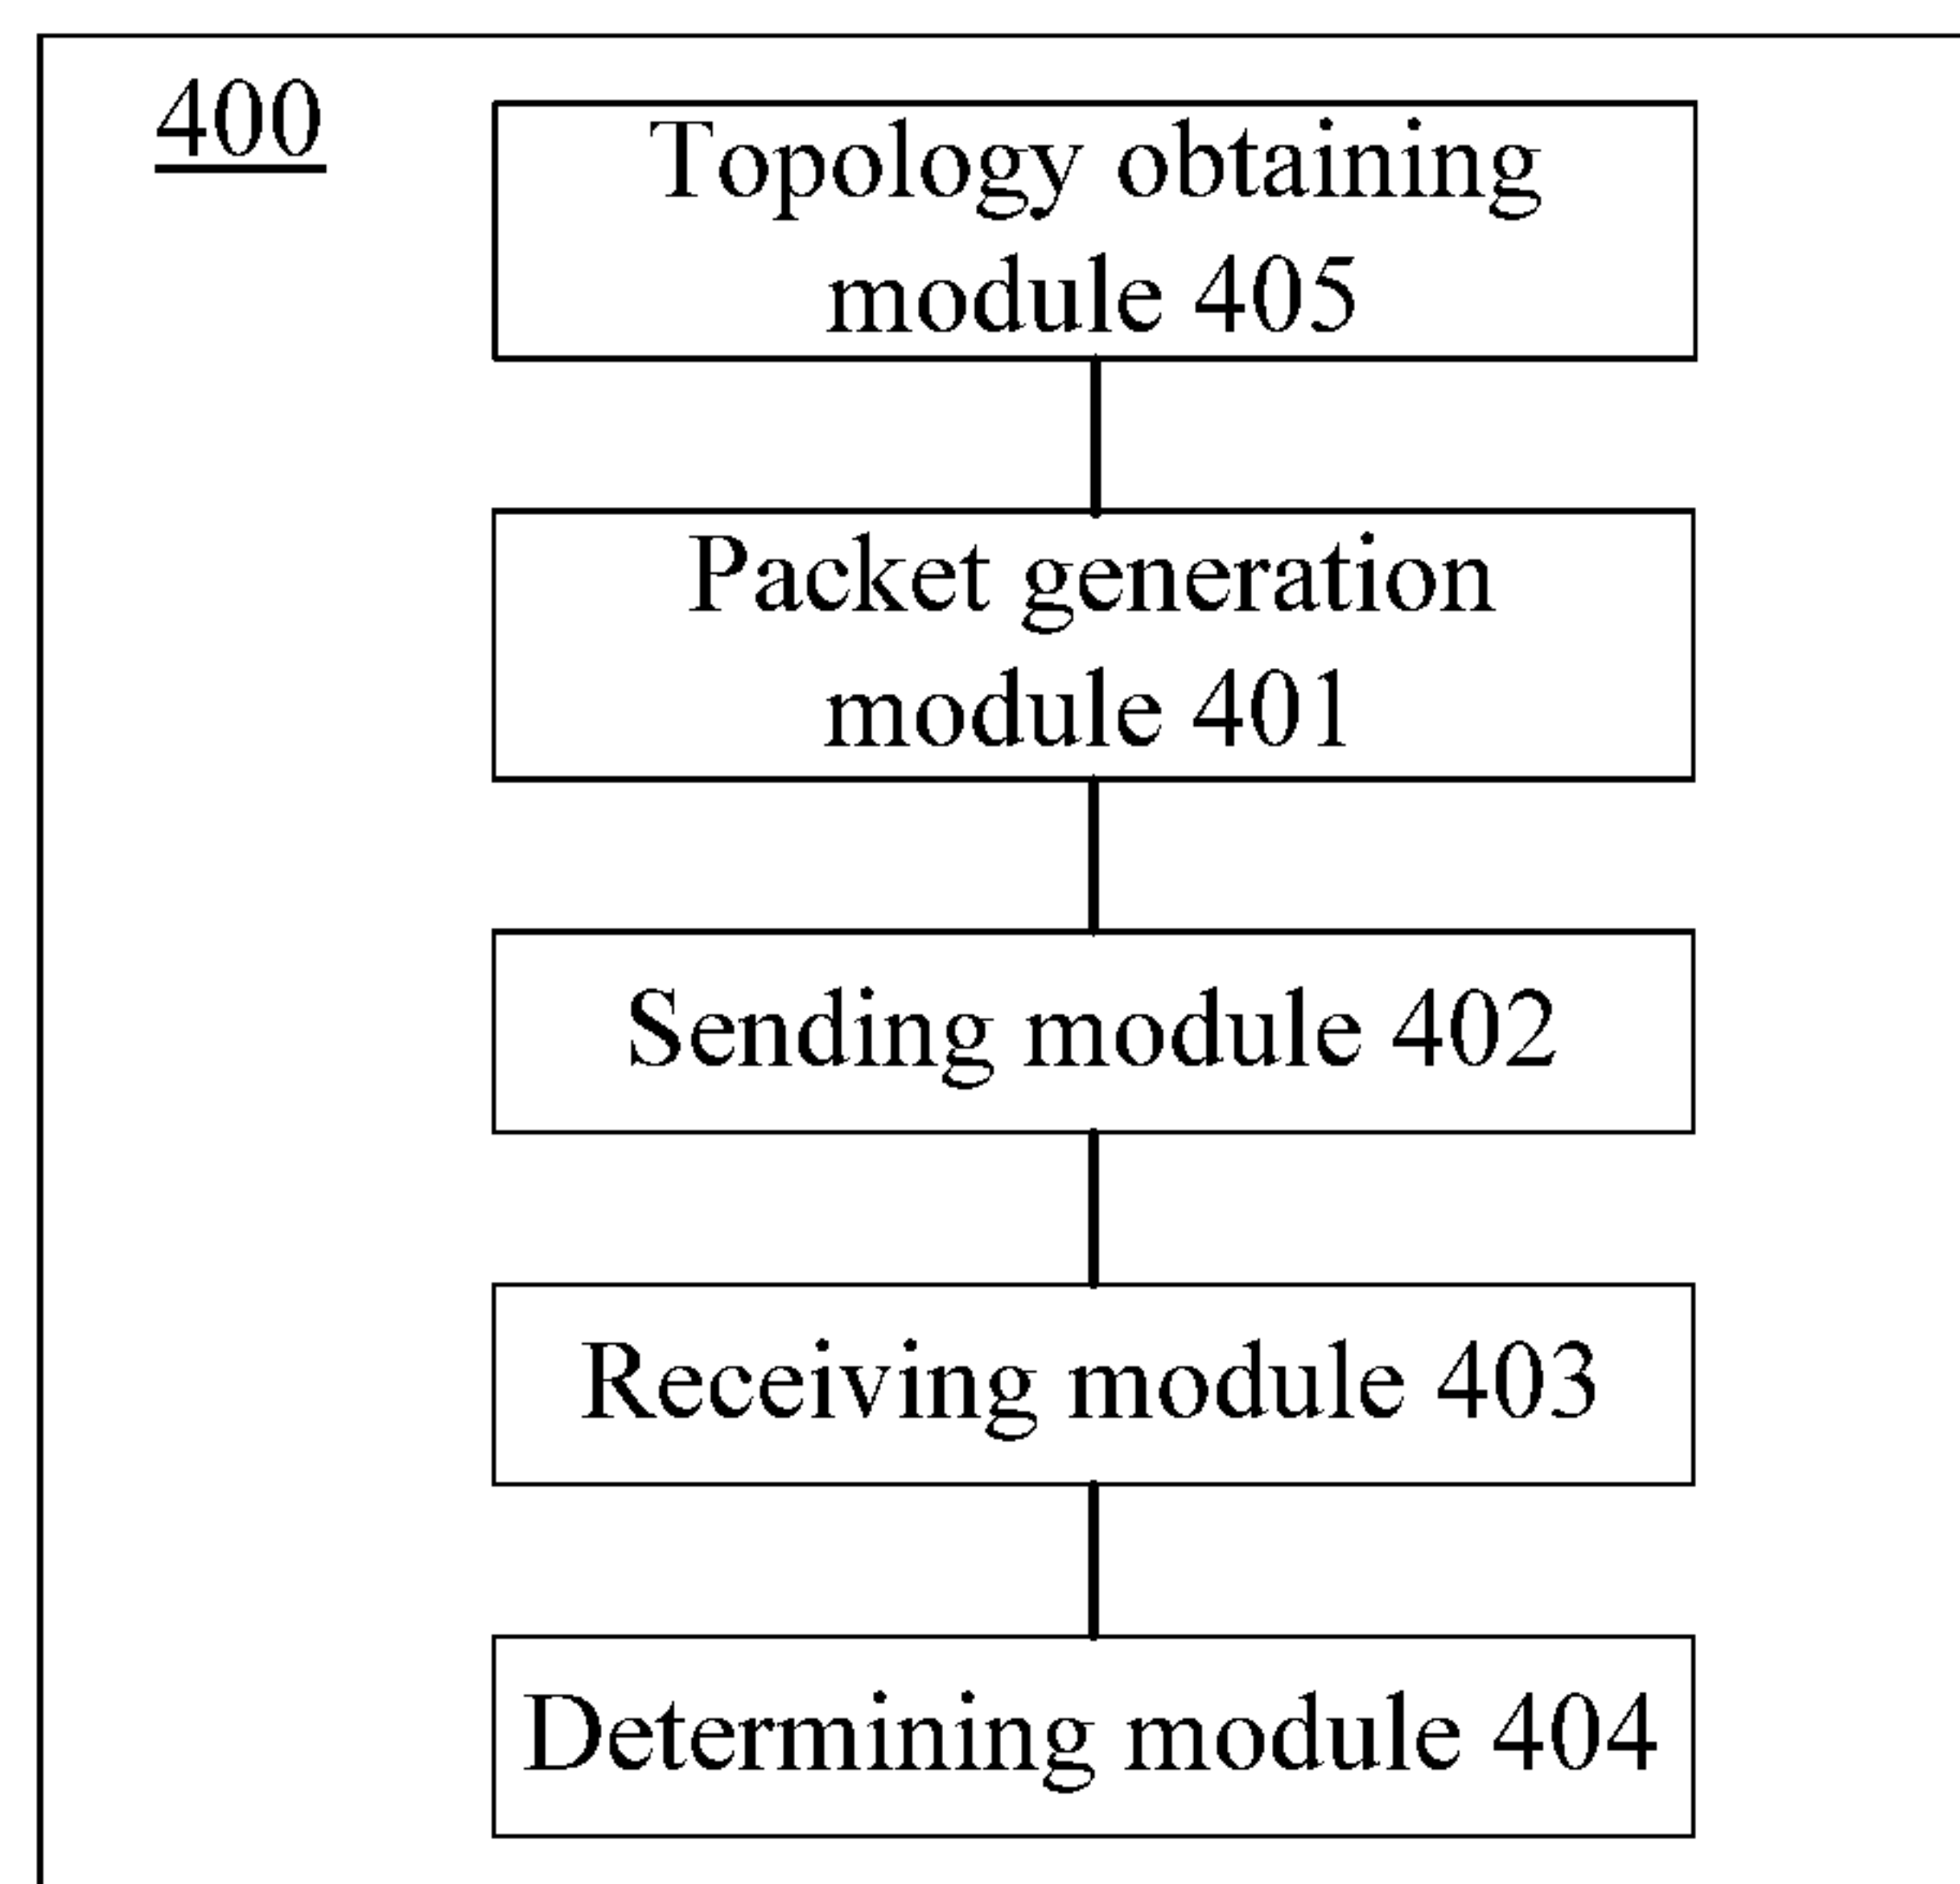 400
Topology obtaining
module 405
Packet generation
module 401
Sending module 402
Receiving module 403
Determining module 404